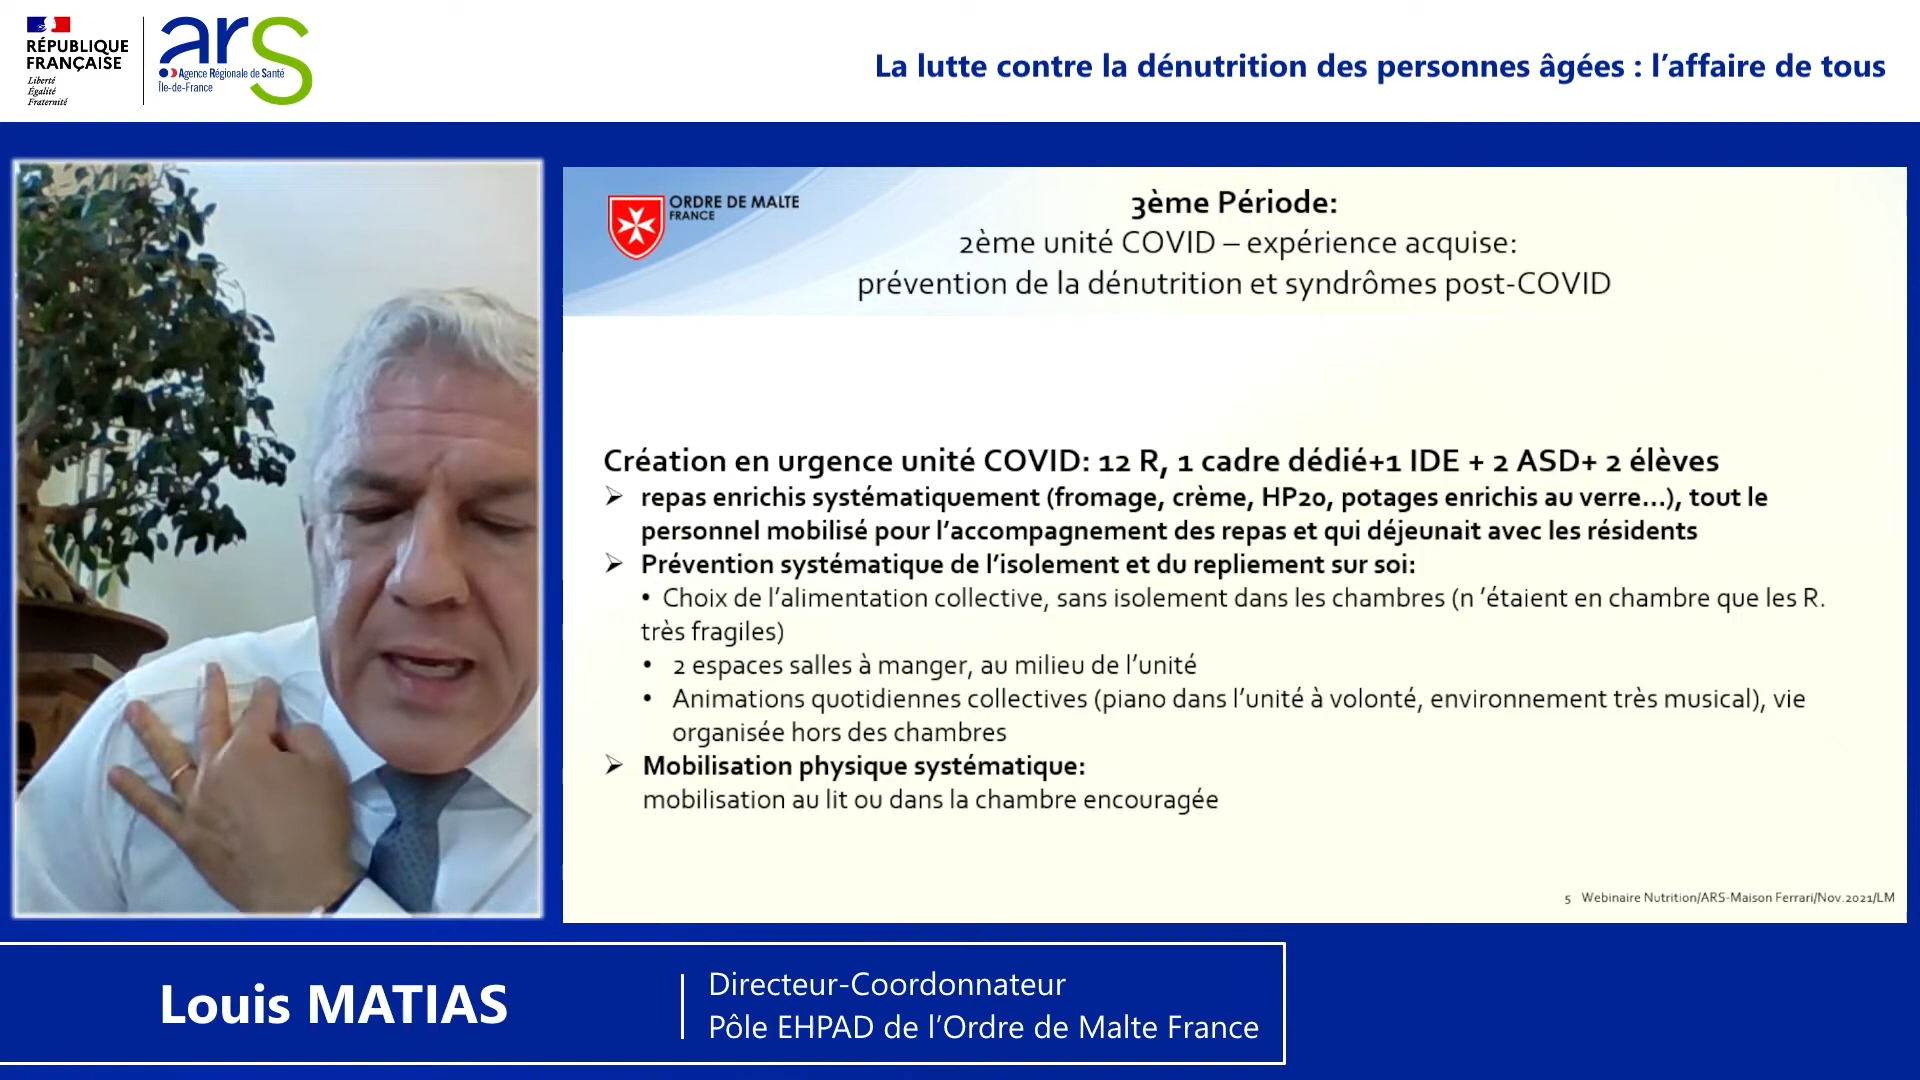 RÉPUBLIQUE
FRANÇAISE
Liberté
Égalité
Fraternité
ars
Agence Régionale de Santé
Île-de-France
La lutte contre la dénutrition des personnes âgées : l’affaire de tous
ORDRE DE MALTE
FRANCE
3ème Période:
2ème unité COVID – expérience acquise:
prévention de la dénutrition et syndrômes post-COVID
Création en urgence unité COVID: 12 R, 1 cadre dédié+1 IDE + 2 ASD+ 2 élèves
➢ repas enrichis systématiquement (fromage, crème, HP20, potages enrichis au verre…), tout le
personnel mobilisé pour l’accompagnement des repas et qui déjeunait avec les résidents
➢ Prévention systématique de l’isolement et du repliement sur soi:
• Choix de l’alimentation collective, sans isolement dans les chambres (n ’étaient en chambre que les R.
très fragiles)
• 2 espaces salles à manger, au milieu de l’unité
• Animations quotidiennes collectives (piano dans l’unité à volonté, environnement très musical), vie
organisée hors des chambres
➢ Mobilisation physique systématique:
mobilisation au lit ou dans la chambre encouragée
5 Webinaire Nutrition/ARS-Maison Ferrari/Nov.2021/LM
Louis MATIAS
Directeur-Coordonnateur
Pôle EHPAD de l’Ordre de Malte France